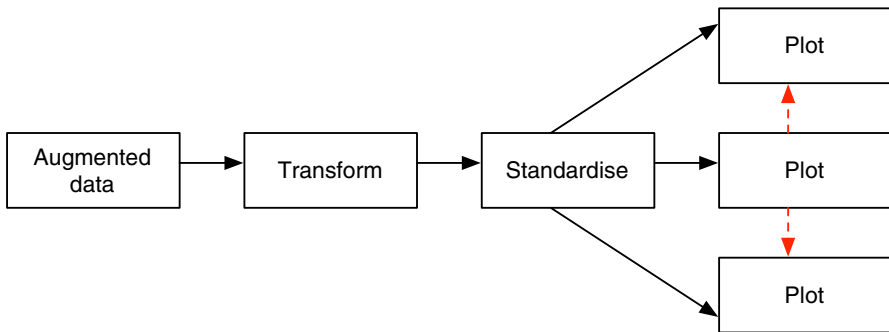 Augmented
data
Transform
Standardise
Plot
Plot
Plot